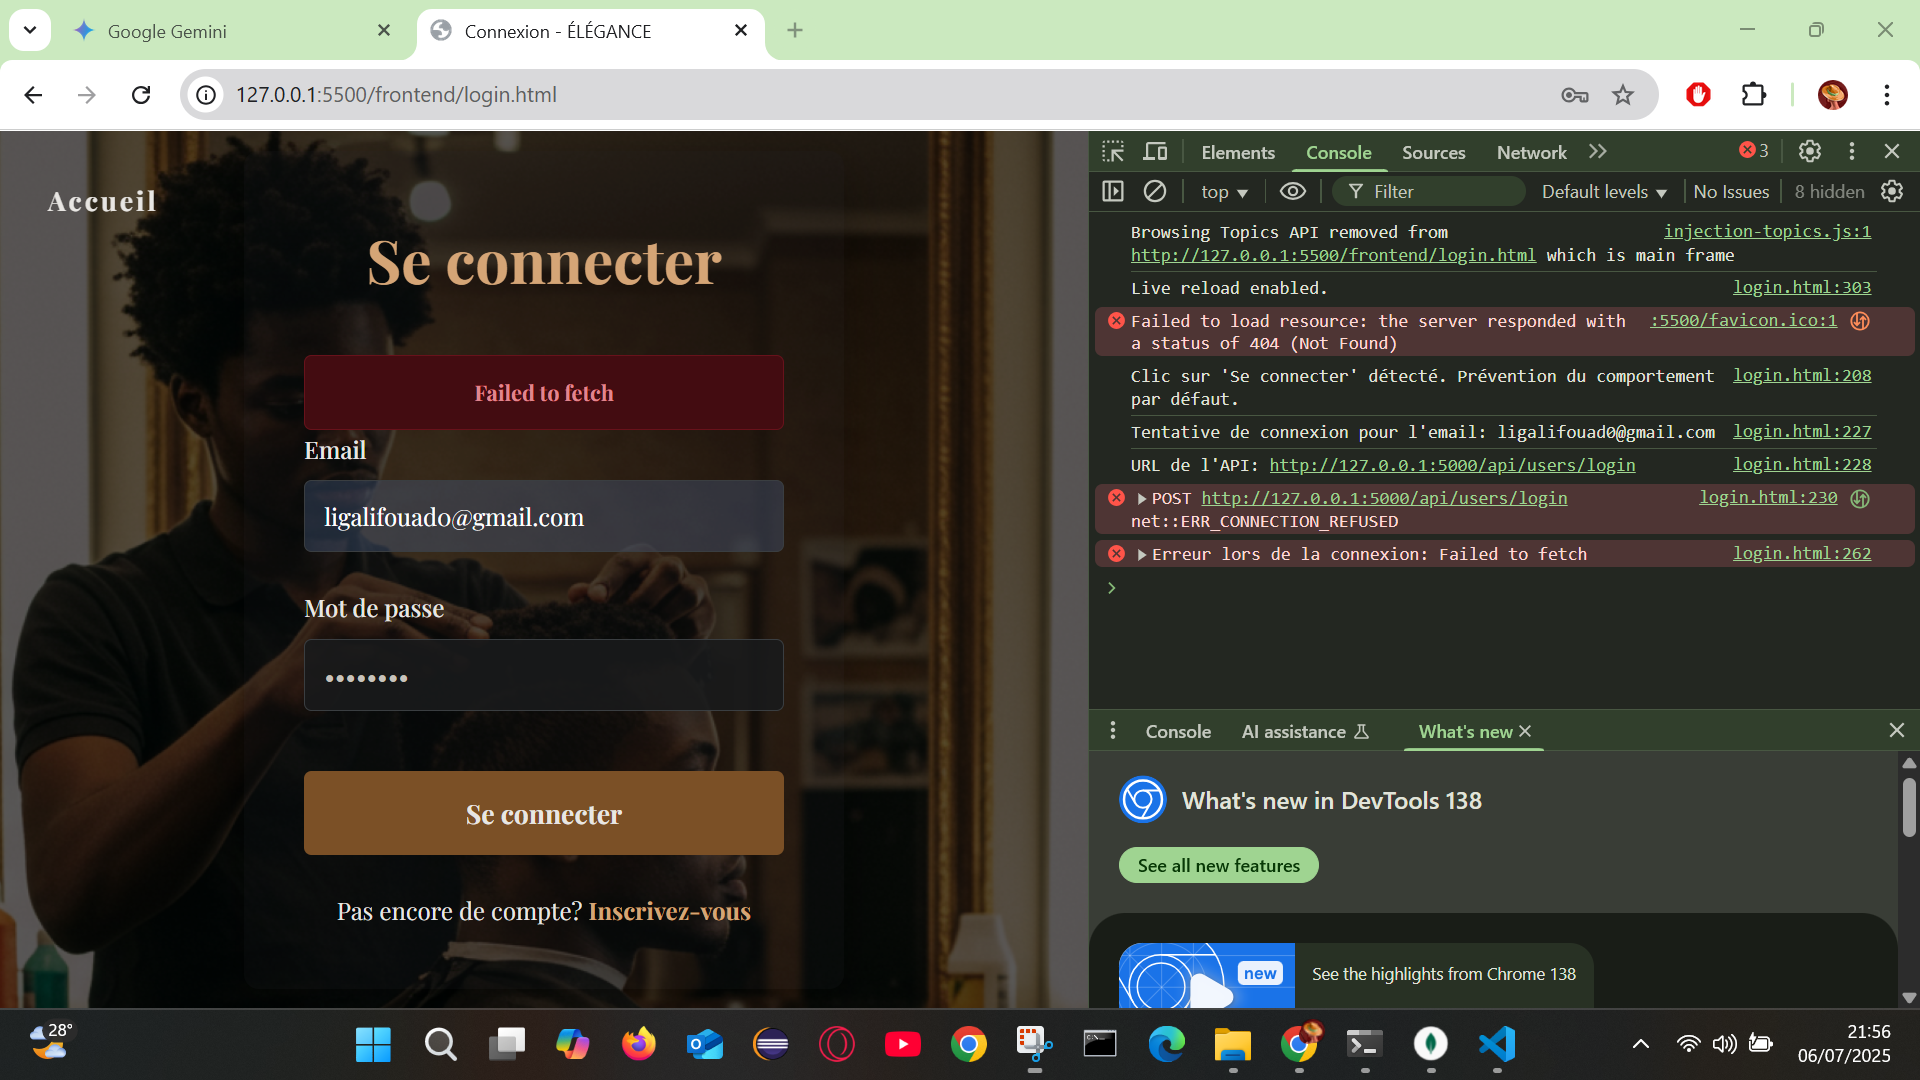 Google Gemini
Connexion - ÉLÉGANCE
127.0.0.1:5500/frontend/login.html
Accueil
Se connecter
Failed to fetch
Email
ligalifouad0@gmail.com
Mot de passe
••••••••
Se connecter
Pas encore de compte? Inscrivez-vous
Elements
Console
Sources
Network
3
top
Filter
Default levels
No Issues
8 hidden
Browsing Topics API removed from injection-topics.js:1
http://127.0.0.1:5500/frontend/login.html which is main frame
Live reload enabled. login.html:303
Failed to load resource: the server responded with :5500/favicon.ico:1
a status of 404 (Not Found)
Clic sur 'Se connecter' détecté. Prévention du comportement login.html:208
par défaut.
Tentative de connexion pour l'email: ligalifouad0@gmail.com login.html:227
URL de l'API: http://127.0.0.1:5000/api/users/login login.html:228
POST http://127.0.0.1:5000/api/users/login login.html:230
net::ERR_CONNECTION_REFUSED
Erreur lors de la connexion: Failed to fetch login.html:262
Console
AI assistance
What's new
What's new in DevTools 138
See all new features
new
See the highlights from Chrome 138
28°
21:56
06/07/2025